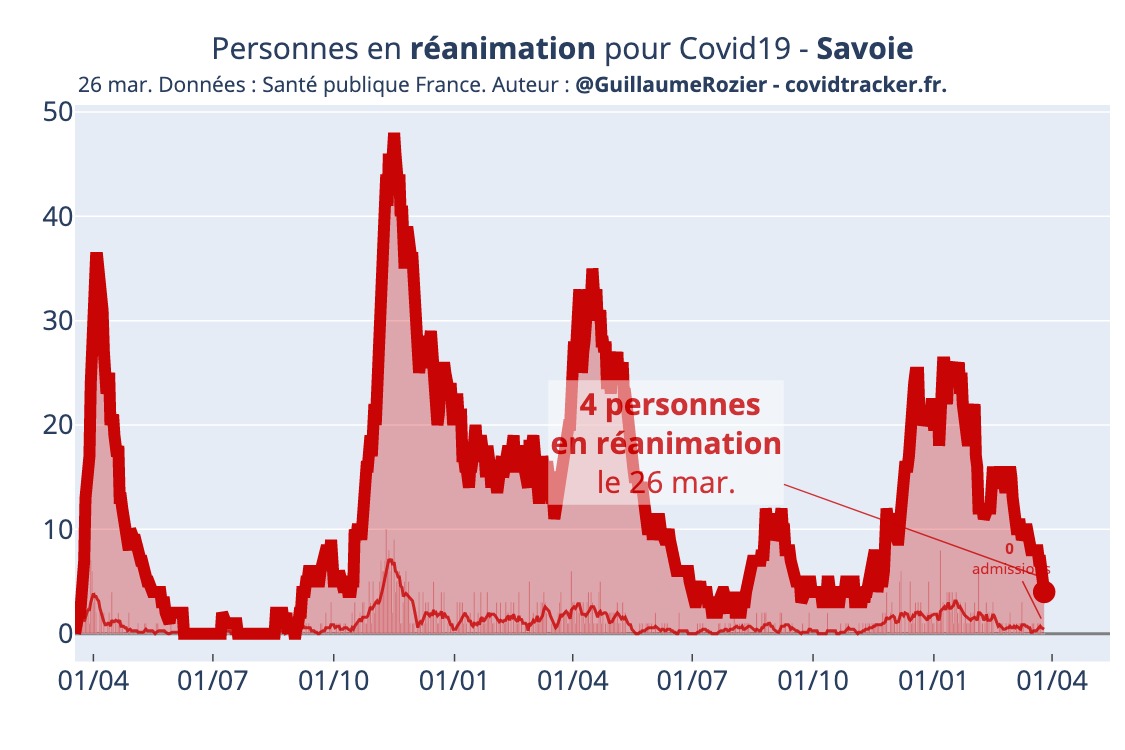 Personnes en réanimation pour Covid19 - Savoie
26 mar. Données : Santé publique France. Auteur : @GuillaumeRozier - covidtracker.fr.
50
40
30
20
10
0
4 personnes
en réanimation
le 26 mar.
0
admissions
01/04 01/07 01/10 01/01 01/04 01/07 01/10 01/01 01/04